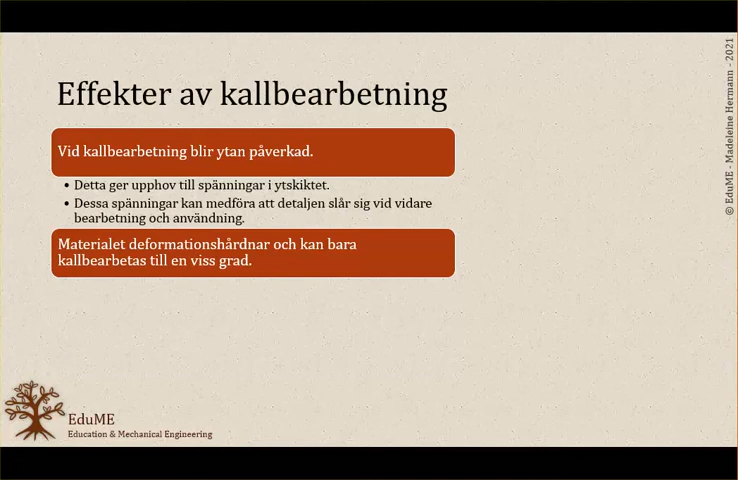 Effekter av kallbearbetning
Vid kallbearbetning blir ytan påverkad.
• Detta ger upphov till spänningar i ytskiktet.
• Dessa spänningar kan medföra att detaljen slår sig vid vidare
bearbetning och användning.
Materialet deformationshårdnar och kan bara
kallbearbetas till en viss grad.
EduME
Education & Mechanical Engineering
© EduME - Madeleine Hermann - 2021